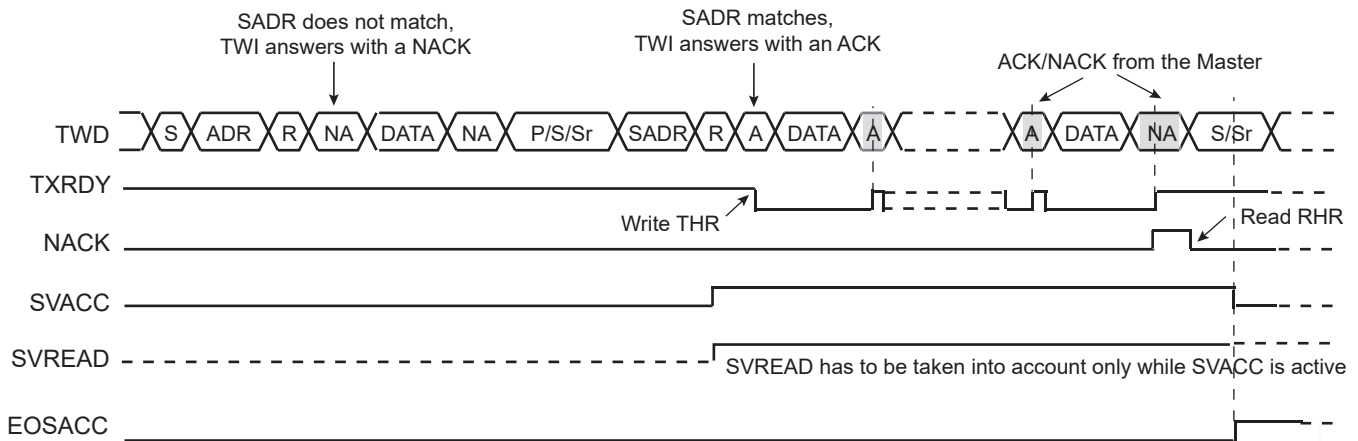 SADR does not match,
TWI answers with a NACK
SADR matches,
TWI answers with an ACK
ACK/NACK from the Master
TWD S ADR R NA DATA NA P/S/Sr SADR R A DATA A A DATA NA S/Sr
TXRDY
Write THR
Read RHR
NACK
SVACC
SVREAD
SVREAD has to be taken into account only while SVACC is active
EOSACC